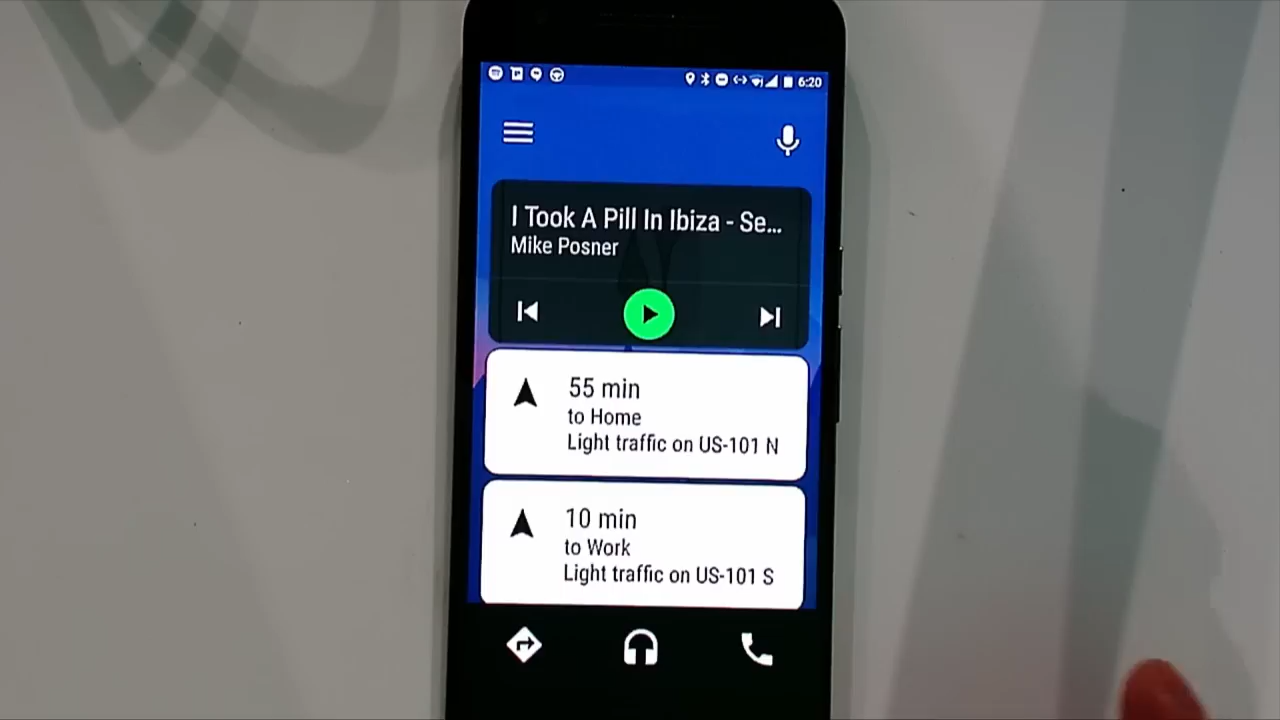 6:20
I Took A Pill In Ibiza - Se...
Mike Posner
55 min
to Home
Light traffic on US-101 N
10 min
to Work
Light traffic on US-101 S